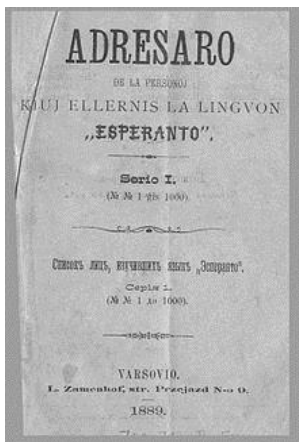 ADRESARO
DE LA PERSONOJ
KIUJ ELLERNIS LA LINGVON
„ESPERANTO”.
Serio I.
(№ № 1 ĝis 1000).
Списокъ лицъ, изучившихъ языкъ „Эсперанто”.
Серія I.
(№ № 1 до 1000).
VARSOVIO.
L. Zamenhof, str. Przejazd N-o 9.
1889.